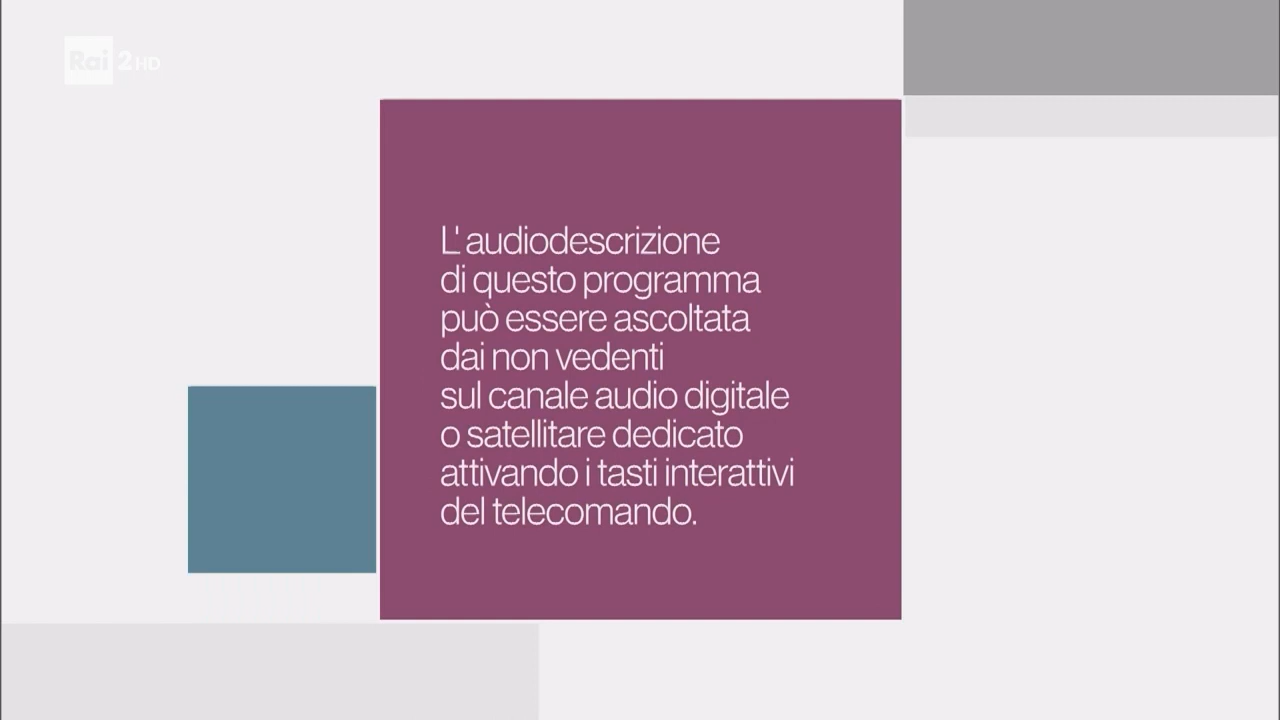 Rai 2 HD
L'audiodescrizione
di questo programma
può essere ascoltata
dai non vedenti
sul canale audio digitale
o satellitare dedicato
attivando i tasti interattivi
del telecomando.